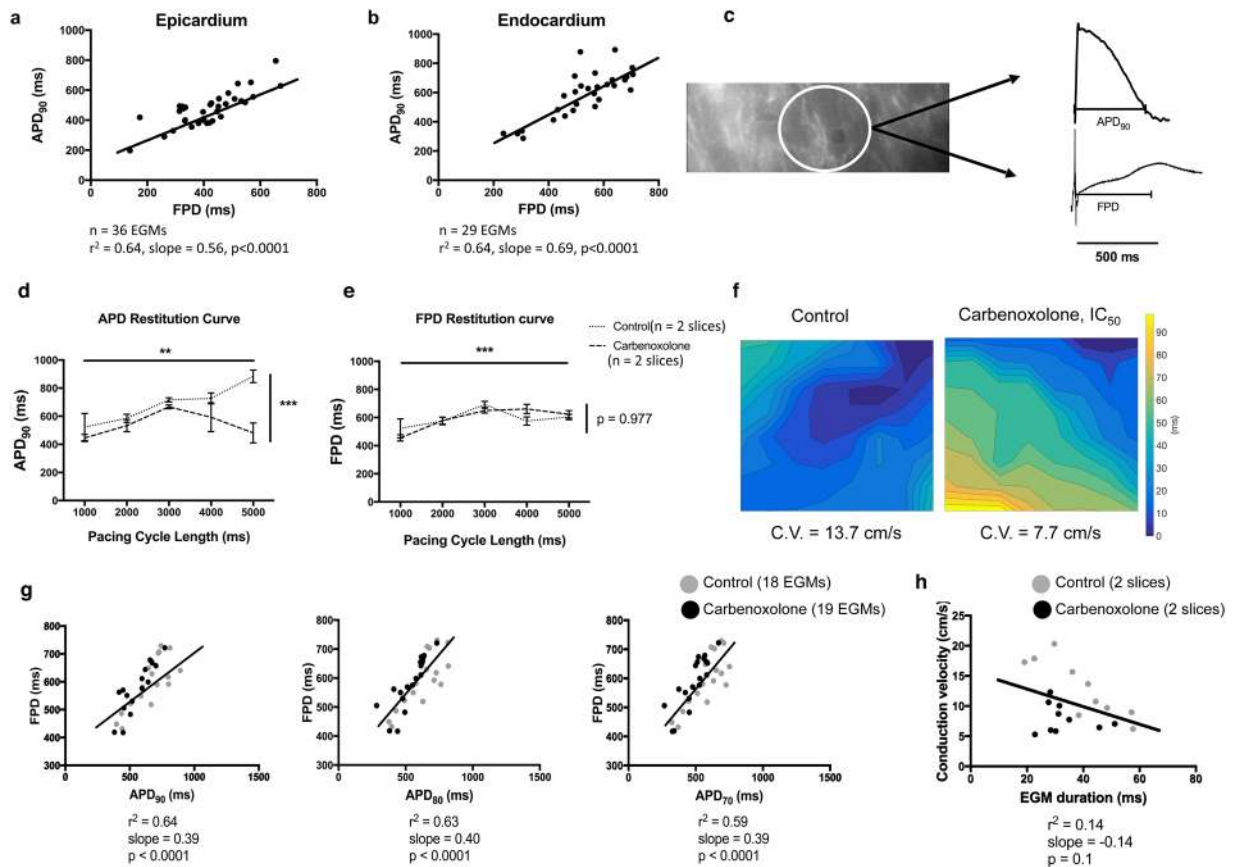 a
Epicardium
1000
800
600
400
200
0
APD90 (ms)
0 200 400 600 800
FPD (ms)
n = 36 EGMs
r² = 0.64, slope = 0.56, p<0.0001
b
Endocardium
1000
800
600
400
200
0
APD90 (ms)
0 200 400 600 800
FPD (ms)
n = 29 EGMs
r² = 0.64, slope = 0.69, p<0.0001
c
APD90
FPD
500 ms
d
APD Restitution Curve
**
***
1000
800
600
400
200
0
APD90 (ms)
1000 2000 3000 4000 5000
Pacing Cycle Length (ms)
e
FPD Restitution curve
Control(n = 2 slices)
Carbenoxolone
(n = 2 slices)
***
p = 0.977
1000
800
600
400
200
0
FPD (ms)
1000 2000 3000 4000 5000
Pacing Cycle Length (ms)
f
Control
Carbenoxolone, IC50
90
80
70
60
50
40
30
20
10
0
(ms)
C.V. = 13.7 cm/s
C.V. = 7.7 cm/s
g
Control (18 EGMs)
Carbenoxolone (19 EGMs)
800
700
600
500
400
300
FPD (ms)
0 500 1000 1500
APD90 (ms)
r² = 0.64
slope = 0.39
p < 0.0001
800
700
600
500
400
300
FPD (ms)
0 500 1000 1500
APD80 (ms)
r² = 0.63
slope = 0.40
p < 0.0001
800
700
600
500
400
300
FPD (ms)
0 500 1000 1500
APD70 (ms)
r² = 0.59
slope = 0.39
p < 0.0001
h
Control (2 slices)
Carbenoxolone (2 slices)
25
20
15
10
5
0
Conduction velocity (cm/s)
0 20 40 60 80
EGM duration (ms)
r² = 0.14
slope = -0.14
p = 0.1